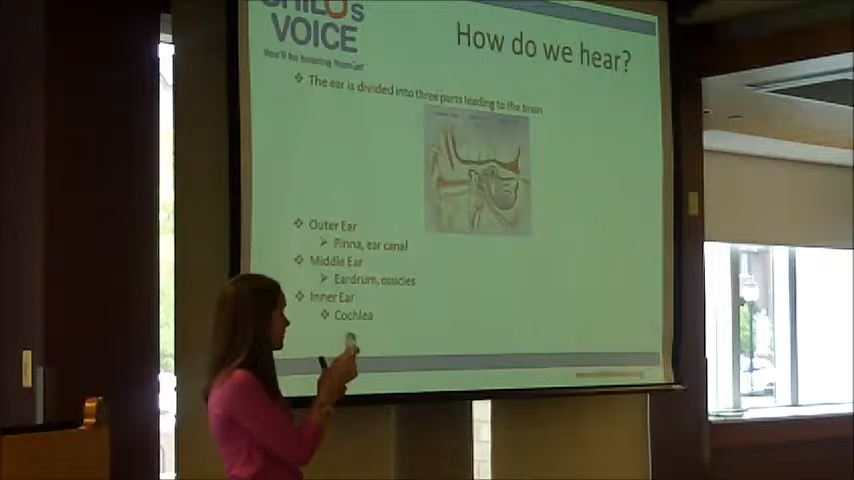 CHILD's
VOICE
How do we hear?
❖ The ear is divided into three parts leading to the brain
❖ Outer Ear
➢ Pinna, ear canal
❖ Middle Ear
➢ Eardrum, ossicles
❖ Inner Ear
❖ Cochlea